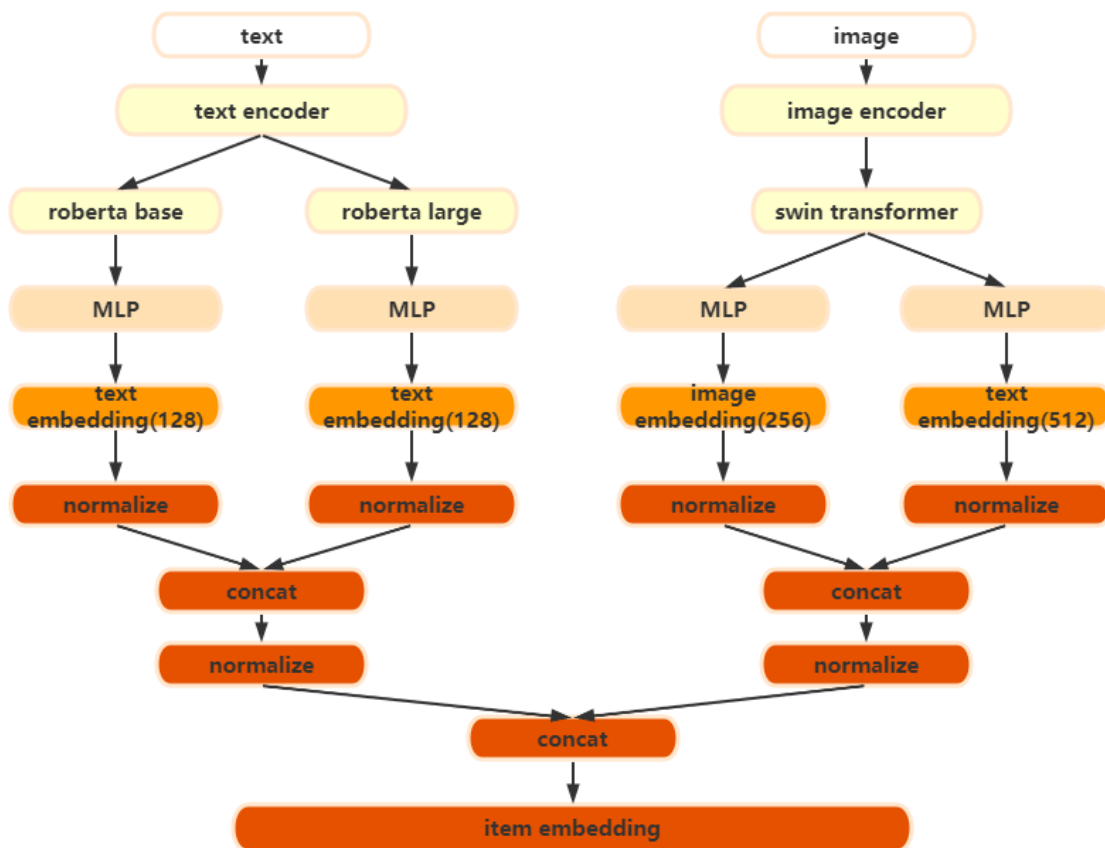 text
image
text encoder
image encoder
roberta base
roberta large
swin transformer
MLP
MLP
MLP
MLP
text
embedding(128)
text
embedding(128)
image
embedding(256)
text
embedding(512)
normalize
normalize
normalize
normalize
concat
concat
normalize
normalize
concat
item embedding